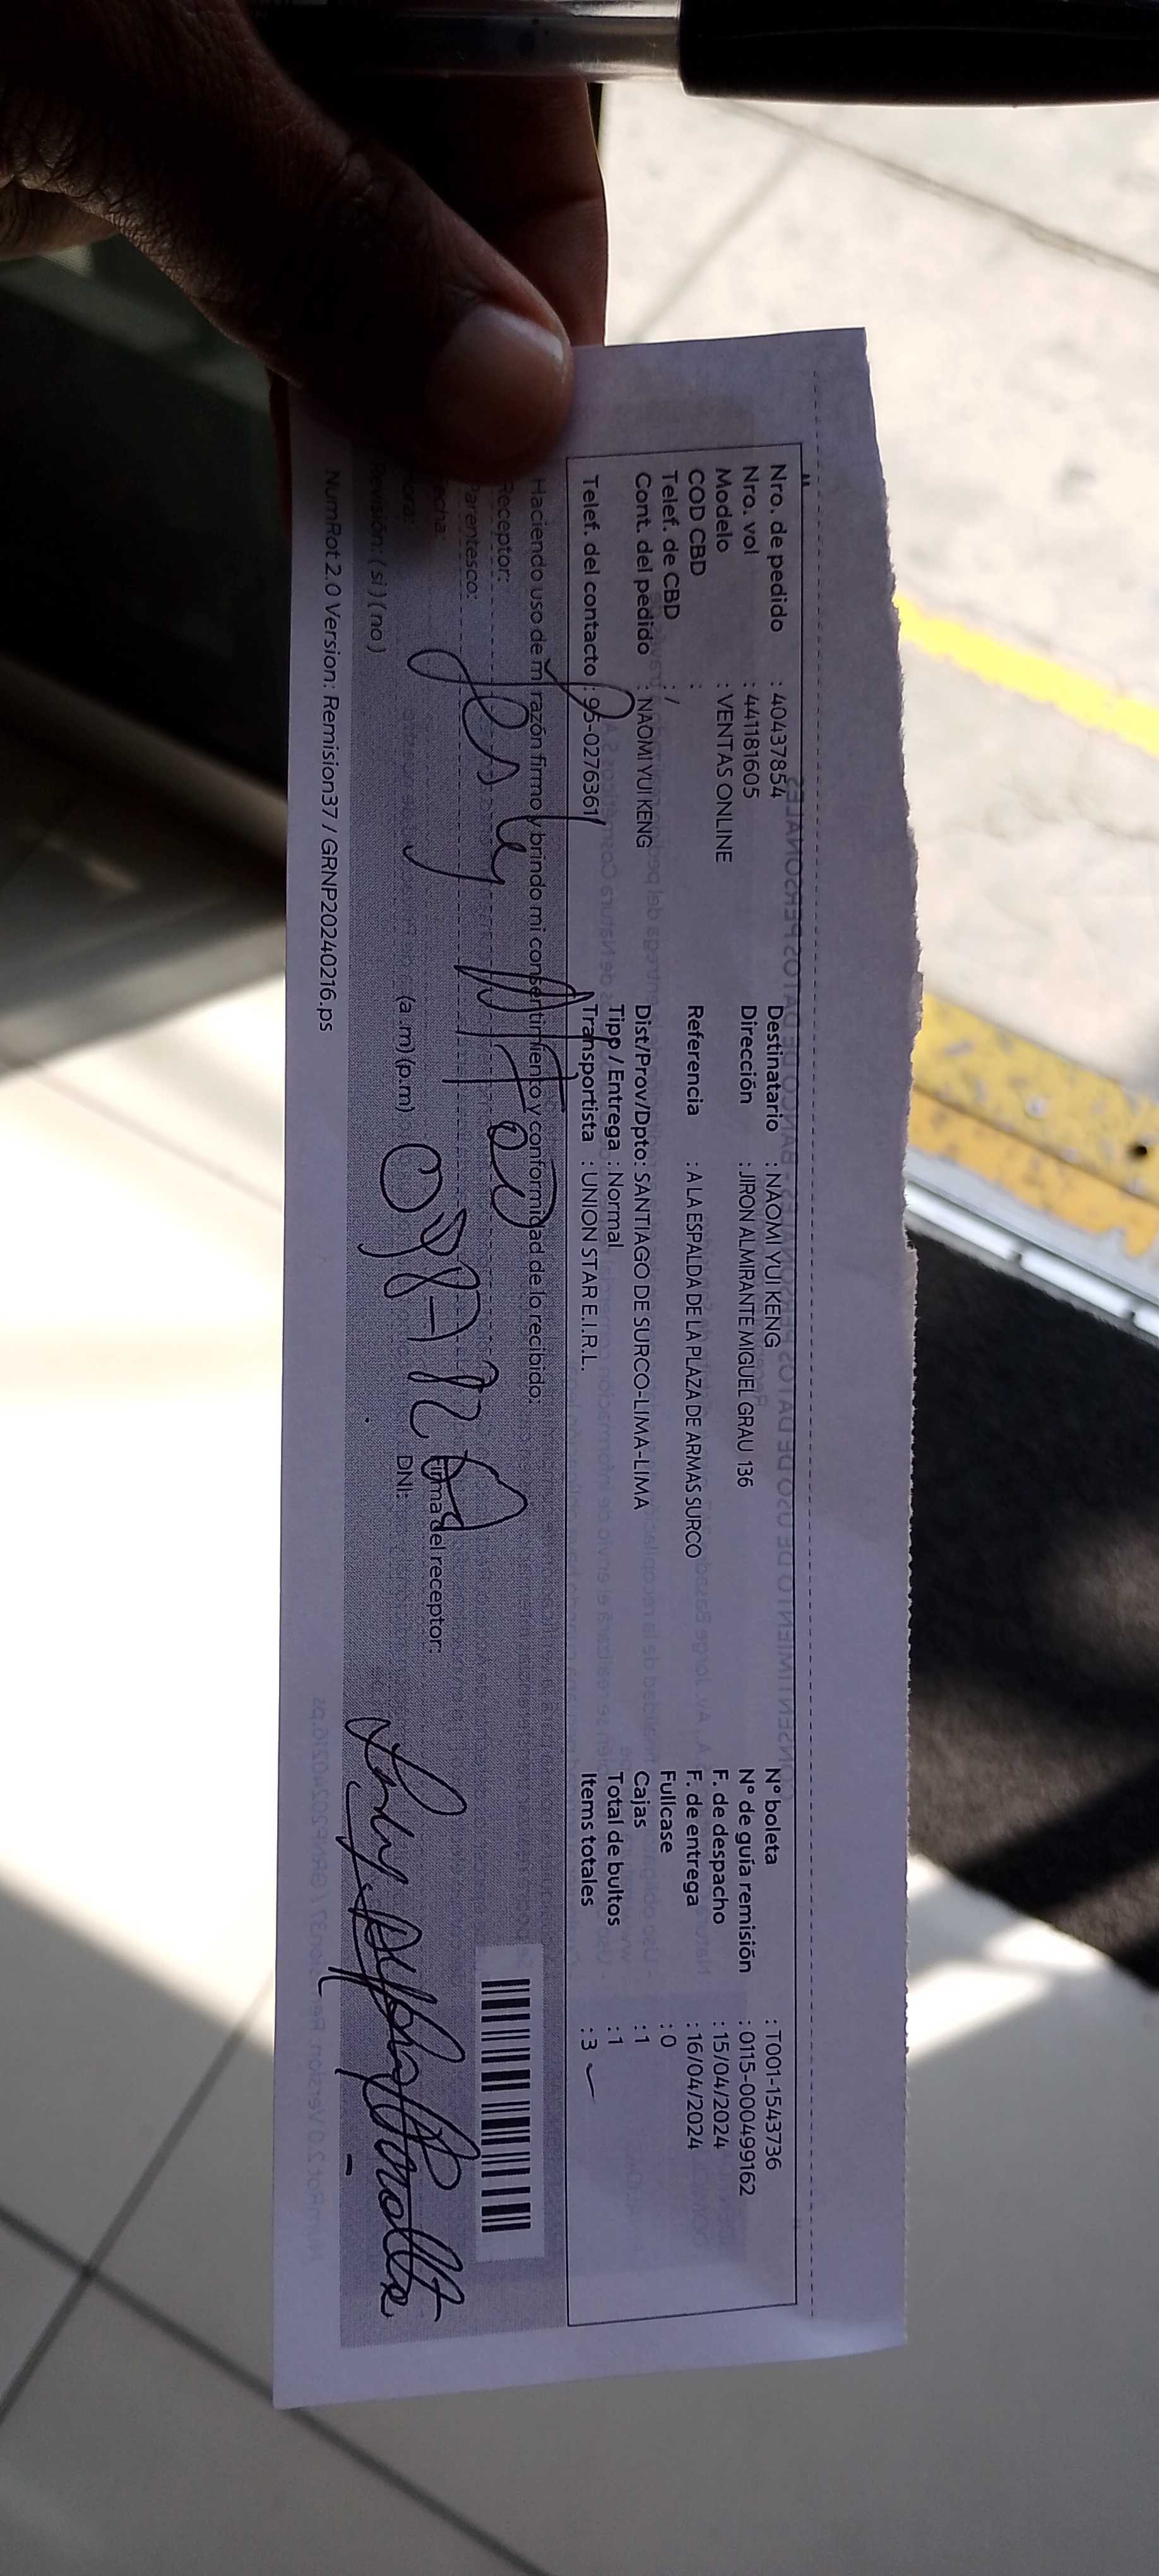 Nro. de pedido : 40437854 Destinatario : NAOMI YUI KENG N° boleta : T001-1543736
Nro. vol : 441181605 Dirección : JIRON ALMIRANTE MIGUEL GRAU 136 N° de guía remisión : 0115-000499162
Modelo : VENTAS ONLINE F. de despacho : 15/04/2024
COD CBD : Referencia : A LA ESPALDA DE LA PLAZA DE ARMAS SURCO F. de entrega : 16/04/2024
Telef. de CBD : / Fullcase : 0
Cont. del pedido : NAOMI YUI KENG Dist/Prov/Dpto: SANTIAGO DE SURCO-LIMA-LIMA Cajas : 1
Tipp / Entrega : Normal Total de bultos : 1
Telef. del contacto : 95-0276361/ Transportista : UNION STAR E.I.R.L. Items totales : 3
Haciendo uso de mi razón firmo y brindo mi consentimiento y conformidad de lo recibido:
Receptor:
Parentesco:
Firma del receptor:
(a.m) (p.m) DNI:
Revisión: ( si ) ( no )
NumRot 2.0 Version: Remision37 / GRNP20240216.ps